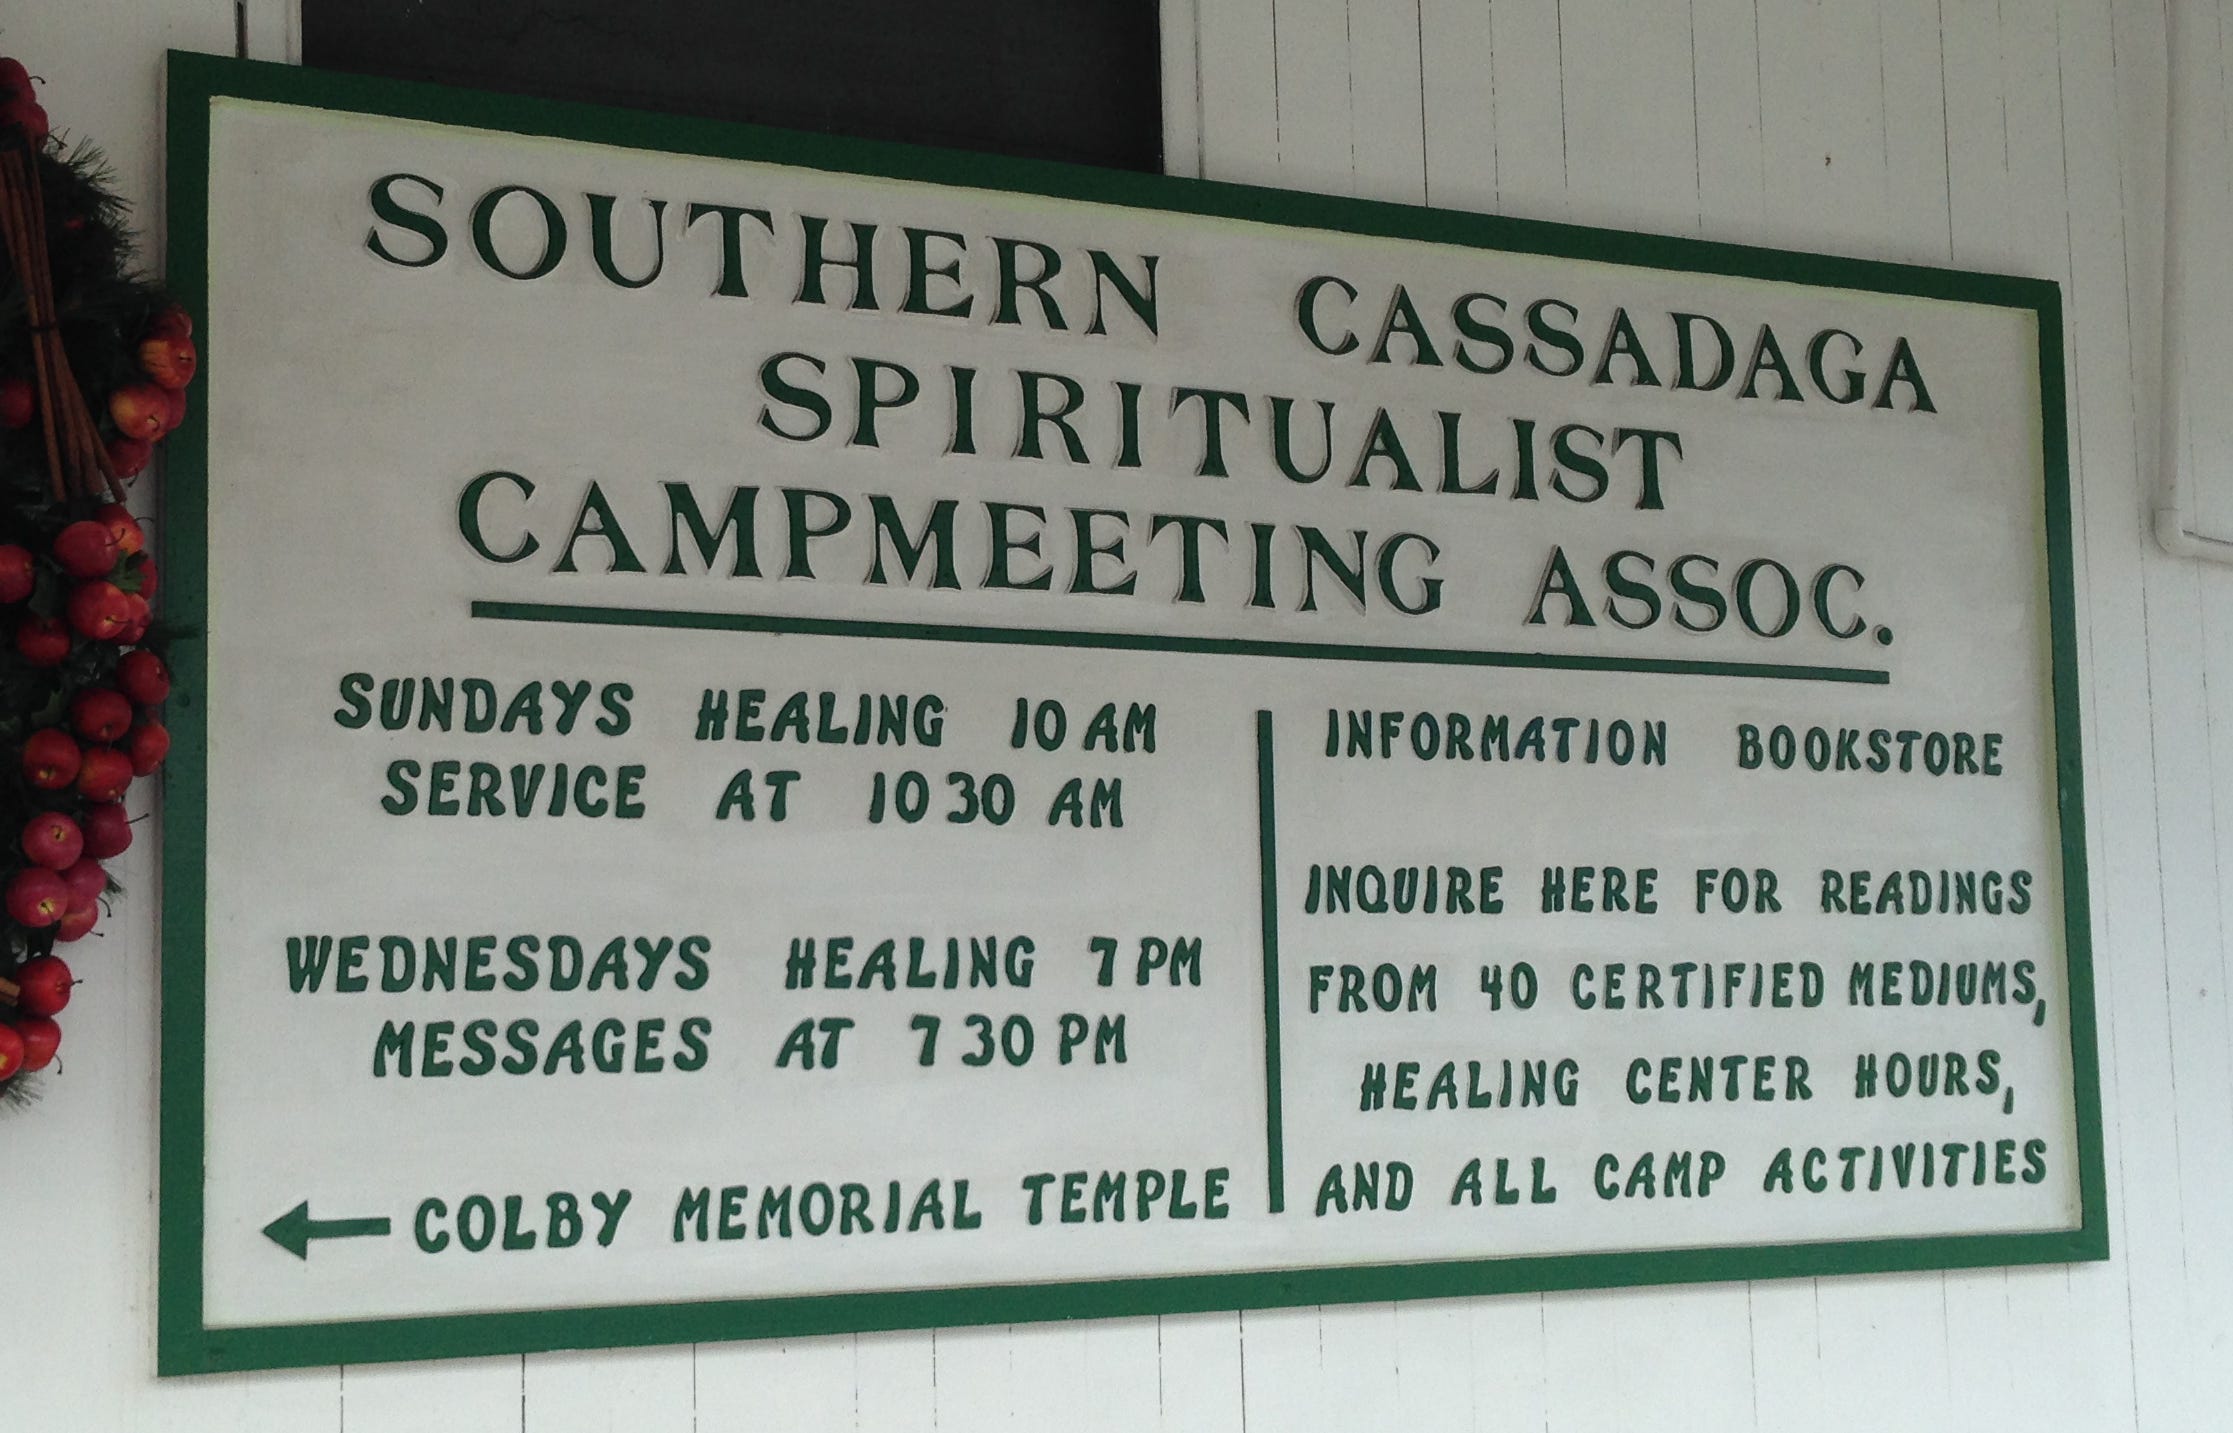 SOUTHERN CASSADAGA
SPIRITUALIST
CAMPMEETING ASSOC.
SUNDAYS HEALING 10 AM
SERVICE AT 10 30 AM
WEDNESDAYS HEALING 7 PM
MESSAGES AT 7 30 PM
← COLBY MEMORIAL TEMPLE
INFORMATION BOOKSTORE
INQUIRE HERE FOR READINGS
FROM 40 CERTIFIED MEDIUMS,
HEALING CENTER HOURS,
AND ALL CAMP ACTIVITIES